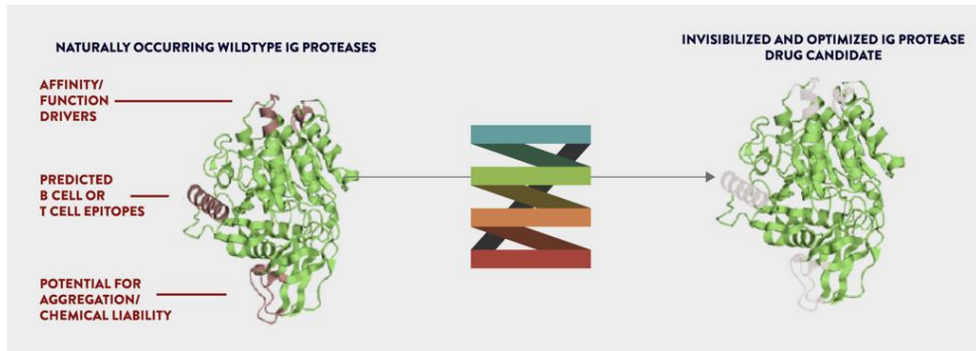 NATURALLY OCCURRING WILDTYPE IG PROTEASES
INVISIBILIZED AND OPTIMIZED IG PROTEASE
DRUG CANDIDATE
AFFINITY/
FUNCTION
DRIVERS
PREDICTED
B CELL OR
T CELL EPITOPES
POTENTIAL FOR
AGGREGATION/
CHEMICAL LIABILITY